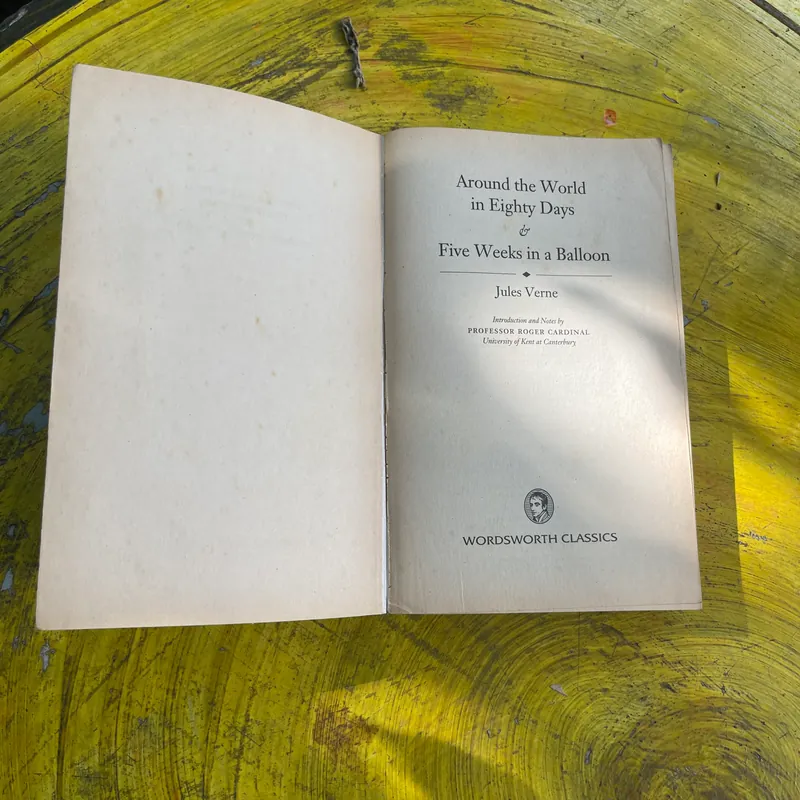 Around the World
in Eighty Days
&
Five Weeks in a Balloon
Jules Verne
Introduction and Notes by
PROFESSOR ROGER CARDINAL
University of Kent at Canterbury
WORDSWORTH CLASSICS